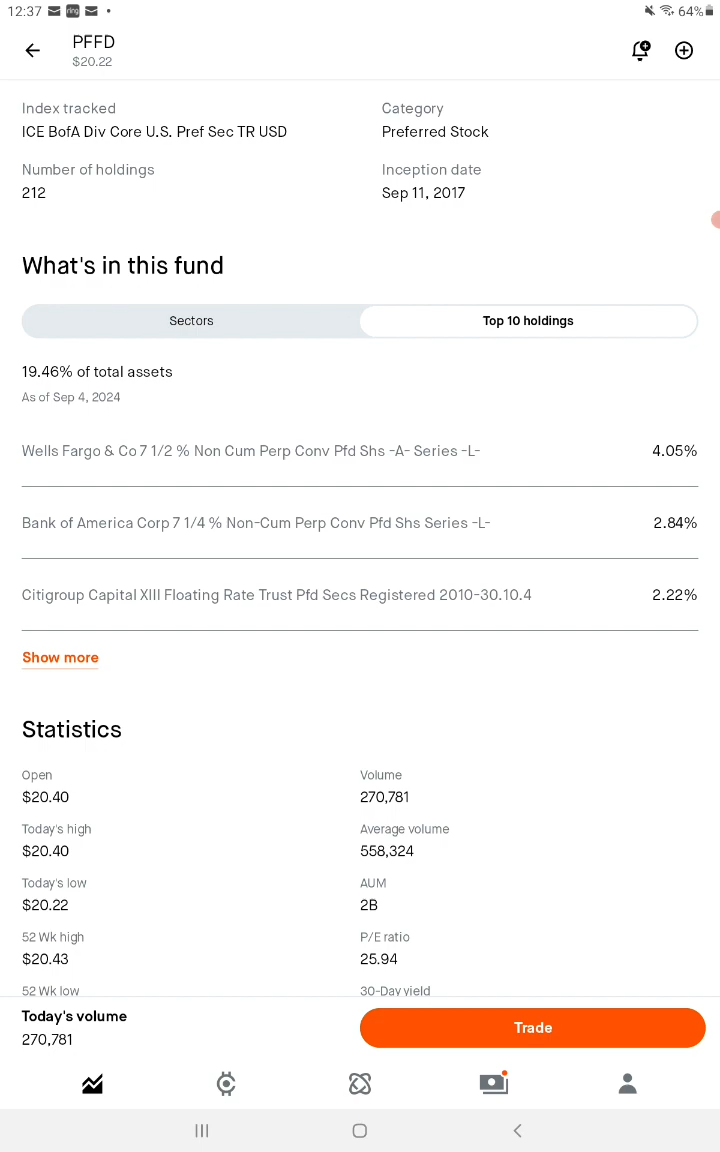 12:37 ring 64%
PFFD
$20.22
Index tracked Category
ICE BofA Div Core U.S. Pref Sec TR USD Preferred Stock
Number of holdings Inception date
212 Sep 11, 2017
What's in this fund
Sectors Top 10 holdings
19.46% of total assets
As of Sep 4, 2024
Wells Fargo & Co 7 1/2 % Non Cum Perp Conv Pfd Shs -A- Series -L- 4.05%
Bank of America Corp 7 1/4 % Non-Cum Perp Conv Pfd Shs Series -L- 2.84%
Citigroup Capital XIII Floating Rate Trust Pfd Secs Registered 2010-30.10.4 2.22%
Show more
Statistics
Open Volume
$20.40 270,781
Today's high Average volume
$20.40 558,324
Today's low AUM
$20.22 2B
52 Wk high P/E ratio
$20.43 25.94
52 Wk low 30-Day yield
Today's volume
270,781
Trade